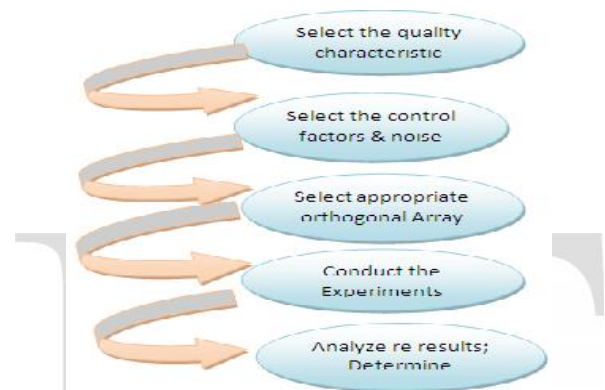 Select the quality
characteristic
Select the control
factors & noise
Select appropriate
orthogonal Array
Conduct the
Experiments
Analyze re results;
Determine